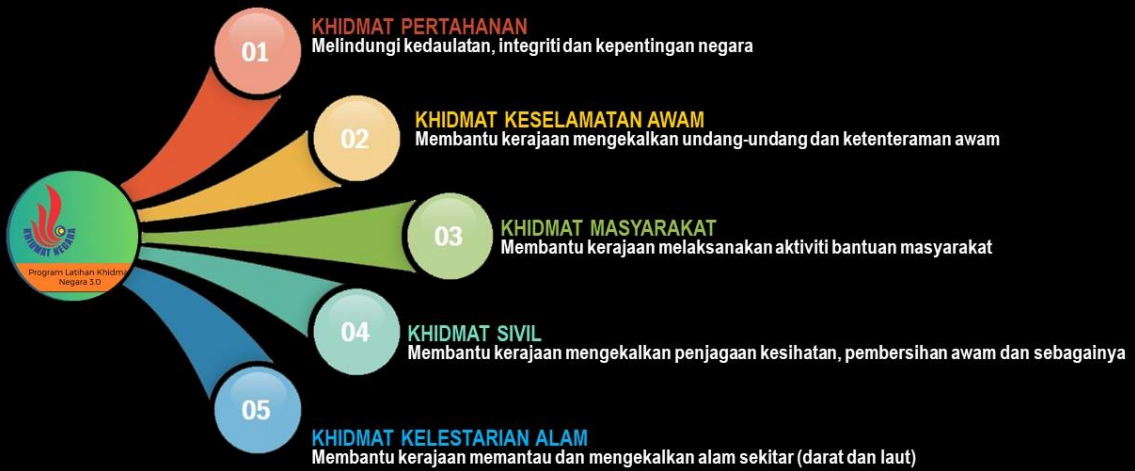 01
KHIDMAT PERTAHANAN
Melindungi kedaulatan, integriti dan kepentingan negara
02
KHIDMAT KESELAMATAN AWAM
Membantu kerajaan mengekalkan undang-undang dan ketenteraman awam
KHIDMAT NEGARA
Program Latihan Khidma
Negara 3.0
03
KHIDMAT MASYARAKAT
Membantu kerajaan melaksanakan aktiviti bantuan masyarakat
04
KHIDMAT SIVIL
Membantu kerajaan mengekalkan penjagaan kesihatan, pembersihan awam dan sebagainya
05
KHIDMAT KELESTARIAN ALAM
Membantu kerajaan memantau dan mengekalkan alam sekitar (darat dan laut)